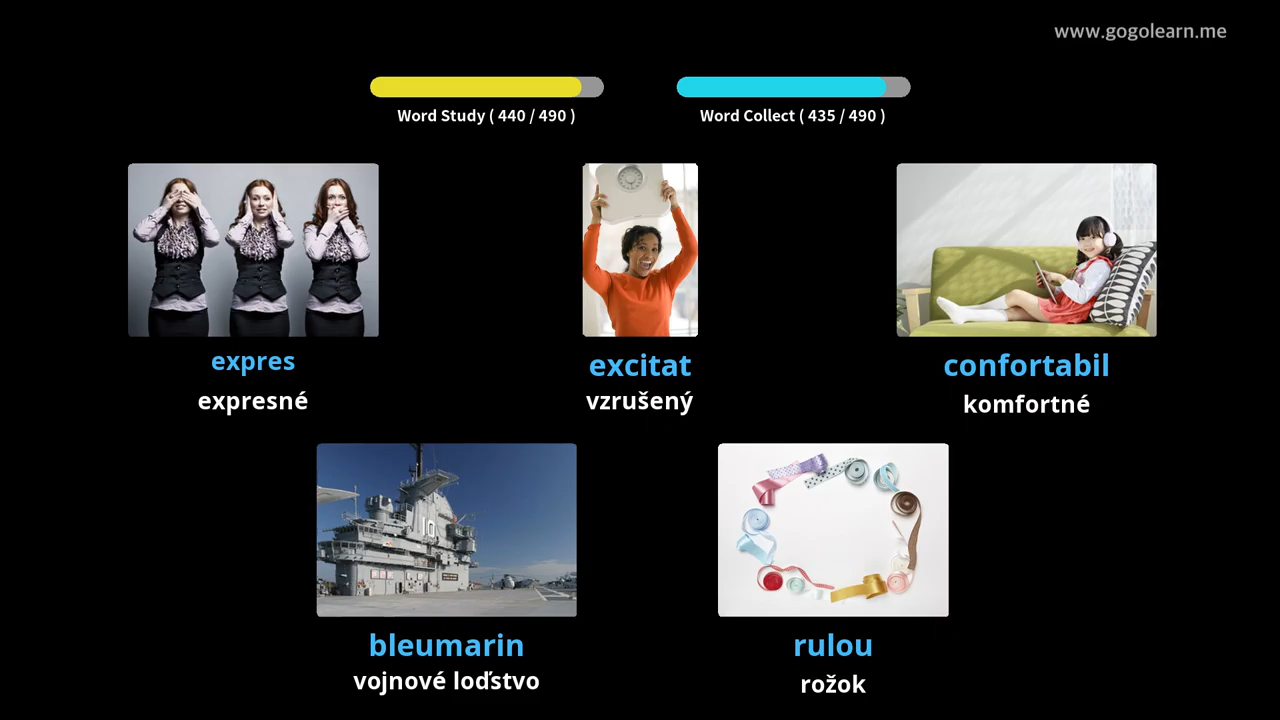 www.gogolearn.me
Word Study ( 440 / 490 )
Word Collect ( 435 / 490 )
expres
expresné
excitat
vzrušený
confortabil
komfortné
10
bleumarin
vojnové loďstvo
rulou
rožok